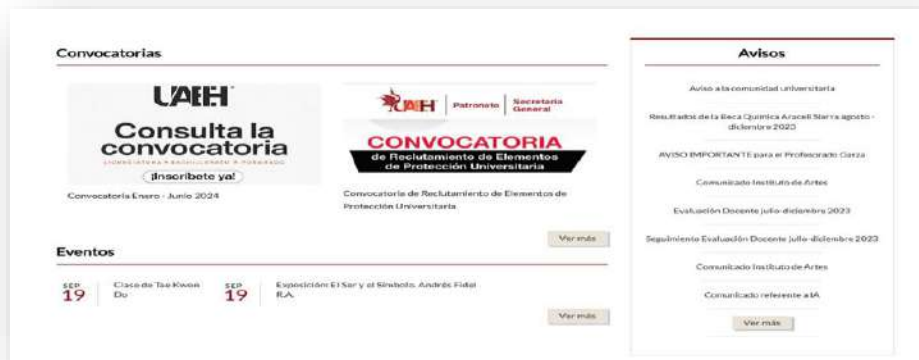 Convocatorias
UAEH
Consulta la
convocatoria
LICENCIATURA • BACHILLERATO • POSGRADO
¡Inscríbete ya!
Convocatoria Enero - Junio 2024
UAEH Patronato Secretaría
General
CONVOCATORIA
de Reclutamiento de Elementos
de Protección Universitaria
Convocatoria de Reclutamiento de Elementos de
Protección Universitaria.
Ver más
Eventos
SEP
19
Clase de Tae Kwon
Do
SEP
19
Exposición: El Ser y el Símbolo. Andrés Fidel
R.A.
Ver más
Avisos
Aviso a la comunidad universitaria
Resultados de la Beca Química Araceli Sierra agosto -
diciembre 2023
AVISO IMPORTANTE para el Profesorado Garza
Comunicado Instituto de Artes
Evaluación Docente julio-diciembre 2023
Seguimiento Evaluación Docente julio-diciembre 2023
Comunicado Instituto de Artes
Comunicado referente a IA
Ver más